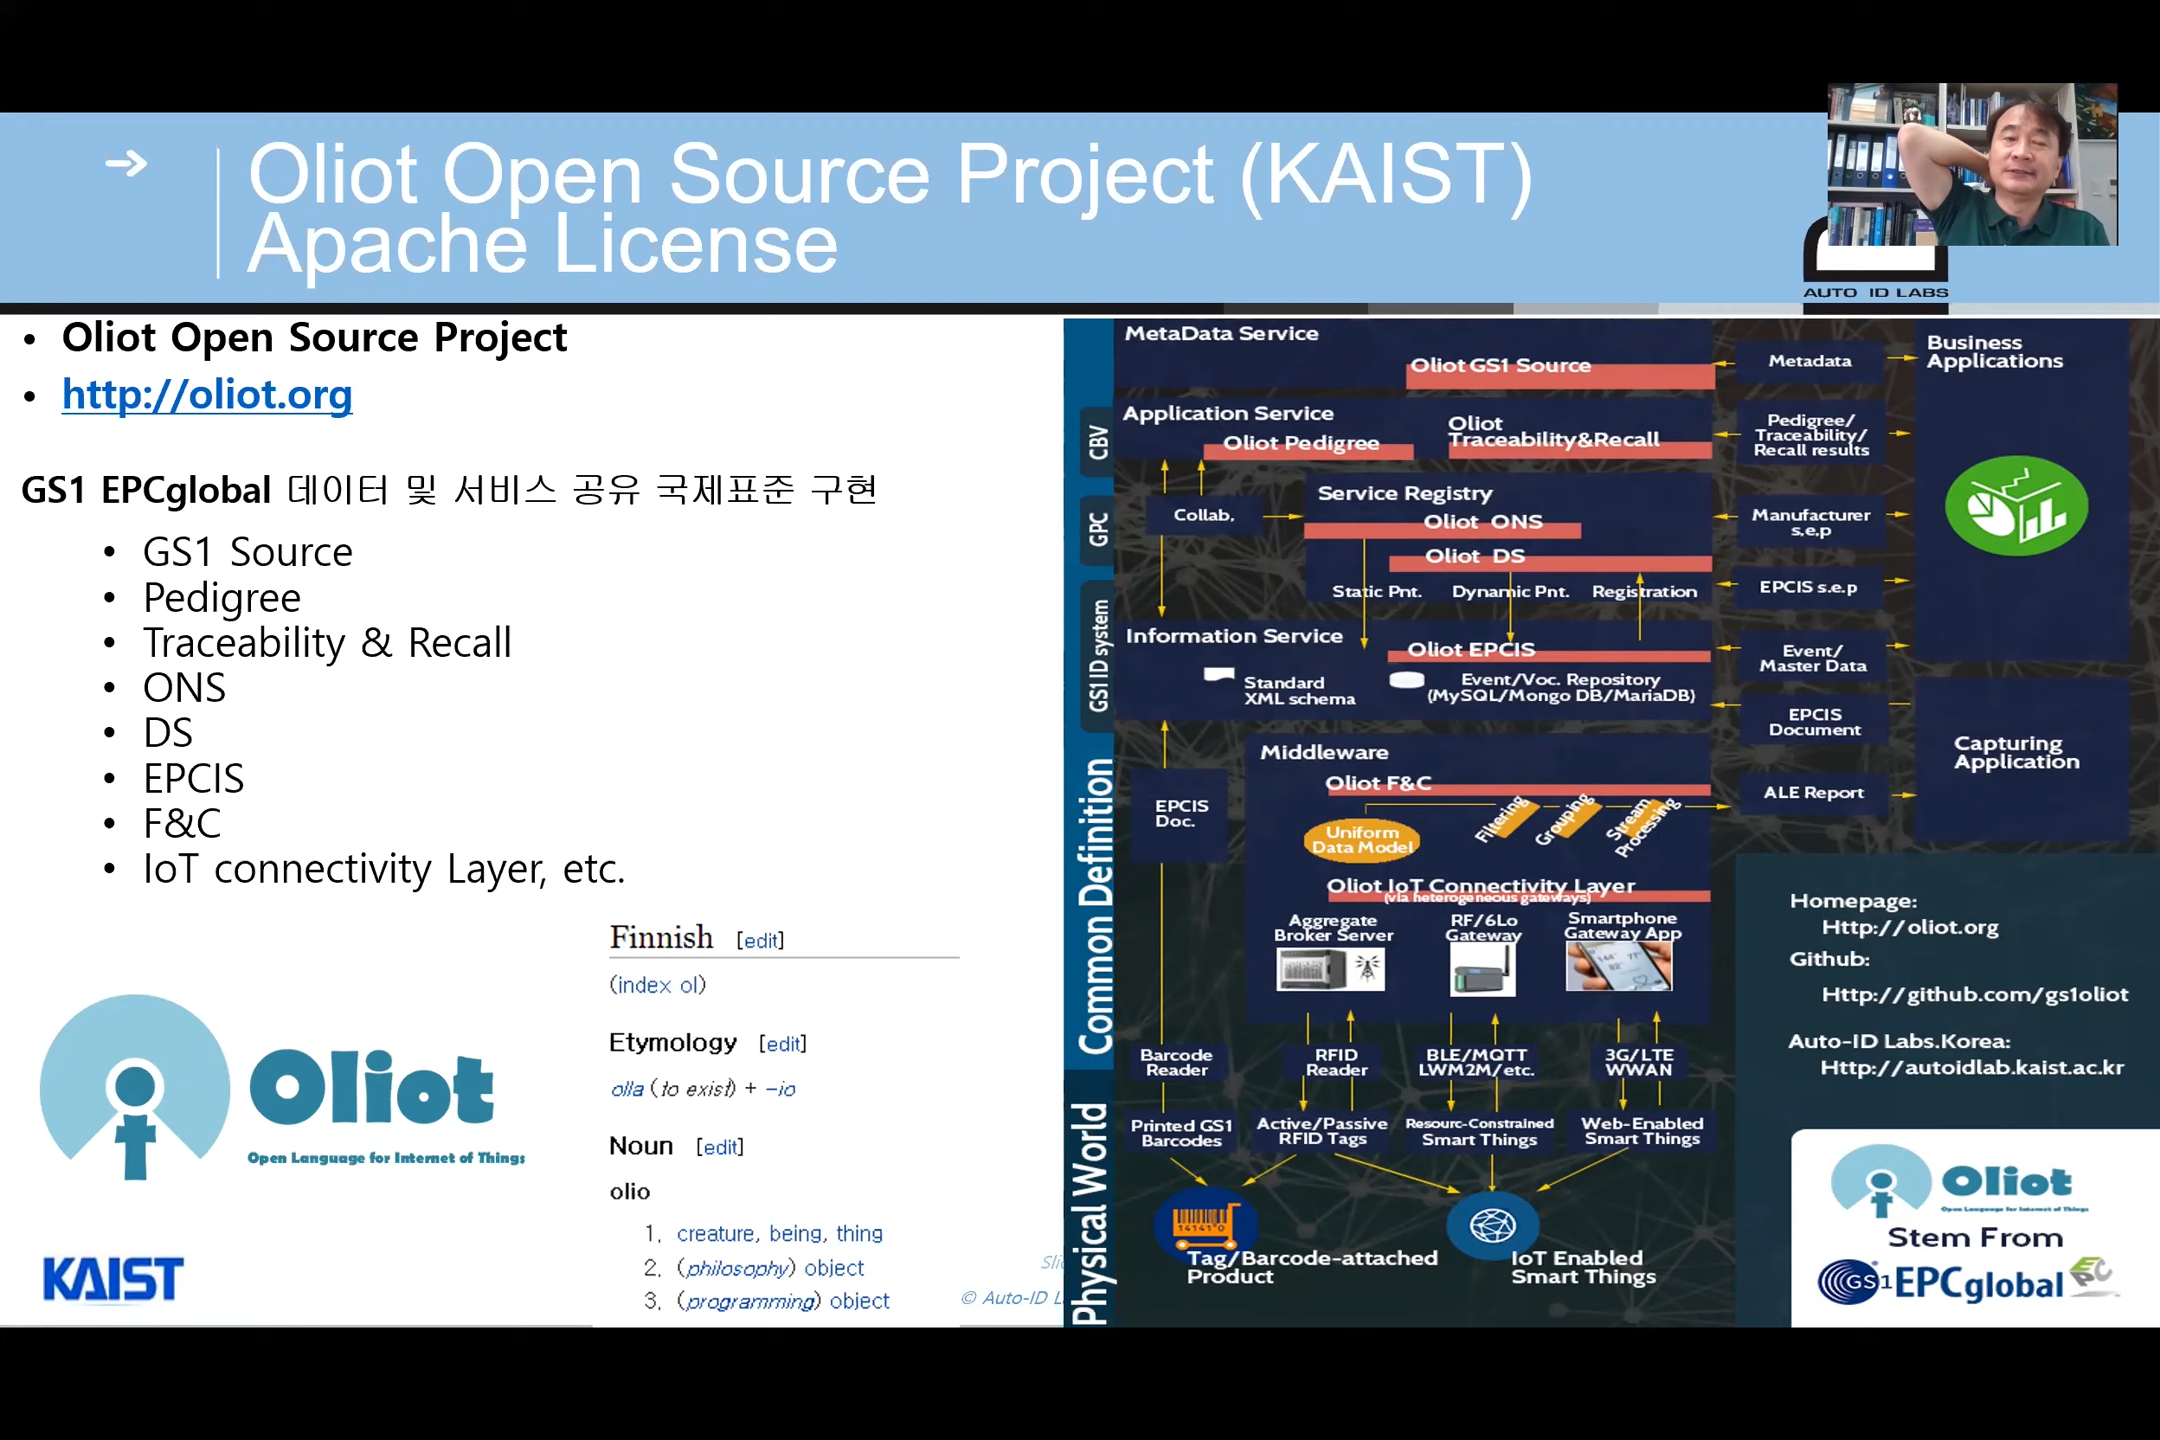 Oliot Open Source Project (KAIST)
Apache License
AUTO ID LABS
• Oliot Open Source Project
• http://oliot.org
GS1 EPCglobal 데이터 및 서비스 공유 국제표준 구현
• GS1 Source
• Pedigree
• Traceability & Recall
• ONS
• DS
• EPCIS
• F&C
• IoT connectivity Layer, etc.
Oliot
Open Language for Internet of Things
KAIST
Finnish [edit]
(index ol)
Etymology [edit]
olla (to exist) + -io
Noun [edit]
olio
1. creature, being, thing
2. (philosophy) object
3. (programming) object
© Auto-ID
CBV
GPC
GS1 ID system
Common Definition
Physical World
MetaData Service
Oliot GS1 Source
Application Service
Oliot Pedigree
Oliot
Traceability&Recall
Collab,
Service Registry
Oliot ONS
Oliot DS
Static Pnt.
Dynamic Pnt.
Registration
Information Service
Oliot EPCIS
Standard
XML schema
Event/Voc. Repository
(MySQL/Mongo DB/MariaDB)
EPCIS
Doc.
Middleware
Oliot F&C
Uniform
Data Model
Filtering
Grouping
Stream
Processing
Oliot IoT Connectivity Layer
(via heterogeneous gateways)
Aggregate
Broker Server
RF/6Lo
Gateway
Smartphone
Gateway App
Barcode
Reader
RFID
Reader
BLE/MQTT
LWM2M/etc.
3G/LTE
WWAN
Printed GS1
Barcodes
Active/Passive
RFID Tags
Resourc-Constrained
Smart Things
Web-Enabled
Smart Things
14141 0
Tag/Barcode-attached
Product
IoT Enabled
Smart Things
Metadata
Pedigree/
Traceability/
Recall results
Manufacturer
s,e,p
EPCIS s.e.p
Event/
Master Data
EPCIS
Document
ALE Report
Business
Applications
Capturing
Application
Homepage:
Http://oliot.org
Github:
Http://github.com/gs1oliot
Auto-ID Labs.Korea:
Http://autoidlab.kaist.ac.kr
Oliot
Open Language for Internet of Things
Stem From
GS1 EPCglobal